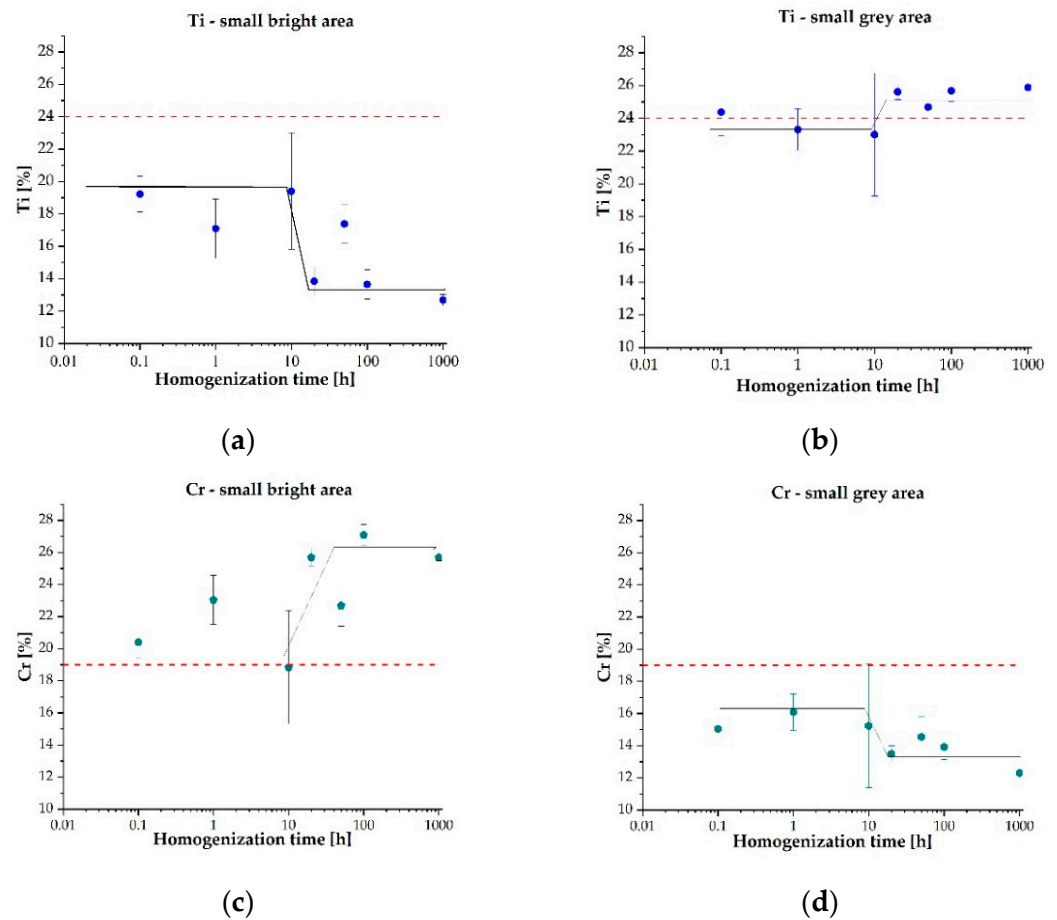 Ti - small bright area
28
26
24
22
20
18
16
14
12
10
Ti [%]
0.01 0.1 1 10 100 1000
Homogenization time [h]
(a)
Ti - small grey area
28
26
24
22
20
18
16
14
12
10
Ti [%]
0.01 0.1 1 10 100 1000
Homogenization time [h]
(b)
Cr - small bright area
28
26
24
22
20
18
16
14
12
10
Cr [%]
0.01 0.1 1 10 100 1000
Homogenization time [h]
(c)
Cr - small grey area
28
26
24
22
20
18
16
14
12
10
Cr [%]
0.01 0.1 1 10 100 1000
Homogenization time [h]
(d)